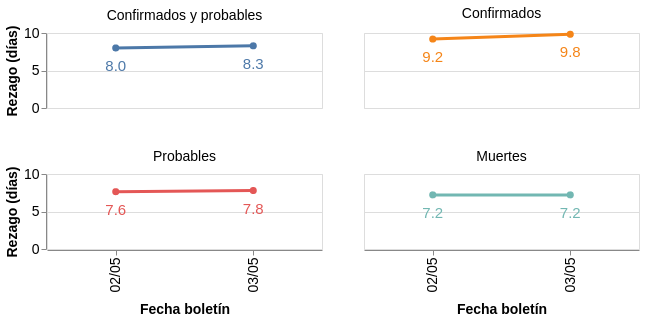 Confirmados y probables
Confirmados
Rezago (días)
10
5
0
8.0
8.3
9.2
9.8
Probables
Muertes
Rezago (días)
10
5
0
7.6
7.8
7.2
7.2
02/05
03/05
02/05
03/05
Fecha boletín
Fecha boletín